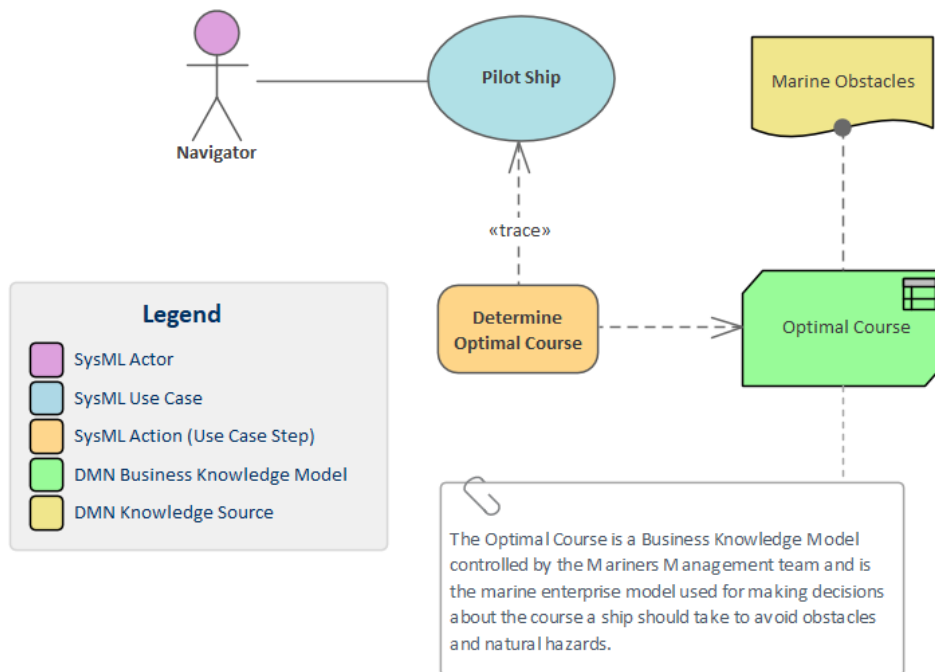 Pilot Ship
Marine Obstacles
Navigator
«trace»
Determine
Optimal Course
Optimal Course
Legend
SysML Actor
SysML Use Case
SysML Action (Use Case Step)
DMN Business Knowledge Model
DMN Knowledge Source
The Optimal Course is a Business Knowledge Model
controlled by the Mariners Management team and is
the marine enterprise model used for making decisions
about the course a ship should take to avoid obstacles
and natural hazards.